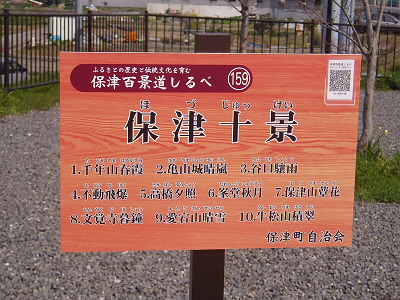 ふるさとの歴史と伝統文化を育む
保津百景道しるべ 159
ほづじゅっけい
保津十景
1.千年山春霞 2.亀山城晴嵐 3.谷口驟雨
4.不動飛爆 5.高橋夕照 6.峯堂秋月 7.保津山落花
8.文覚寺暮鐘 9.愛宕山晴雪 10.牛松山積翠
保津町自治会